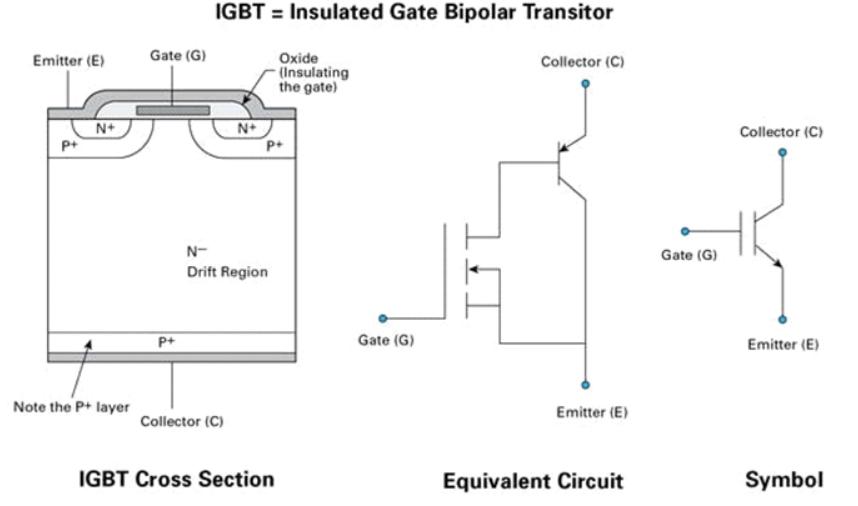 IGBT = Insulated Gate Bipolar Transitor
Emitter (E)
Gate (G)
Oxide
(Insulating
the gate)
N+
N+
P+
P+
N−
Drift Region
P+
Note the P+ layer
Collector (C)
IGBT Cross Section
Collector (C)
Gate (G)
Emitter (E)
Equivalent Circuit
Collector (C)
Gate (G)
Emitter (E)
Symbol